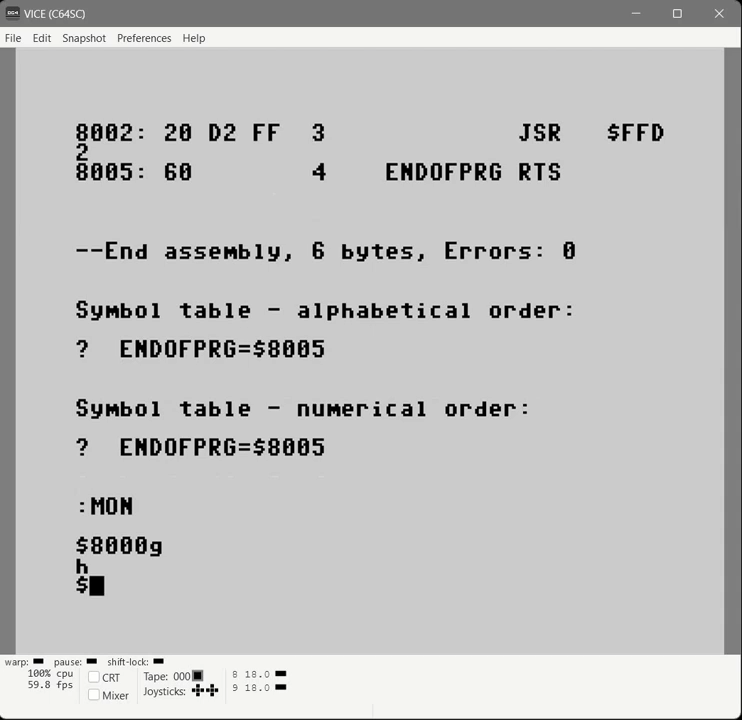 VICE (C64SC)
File Edit Snapshot Preferences Help
8002: 20 D2 FF 3 JSR $FFD
2
8005: 60 4 ENDOFPRG RTS
--End assembly, 6 bytes, Errors: 0
Symbol table - alphabetical order:
? ENDOFPRG=$8005
Symbol table - numerical order:
? ENDOFPRG=$8005
:MON
$8000g
h
$
warp: pause: shift-lock:
100% cpu CRT Tape: 000 8 18.0
59.8 fps Mixer Joysticks: 9 18.0